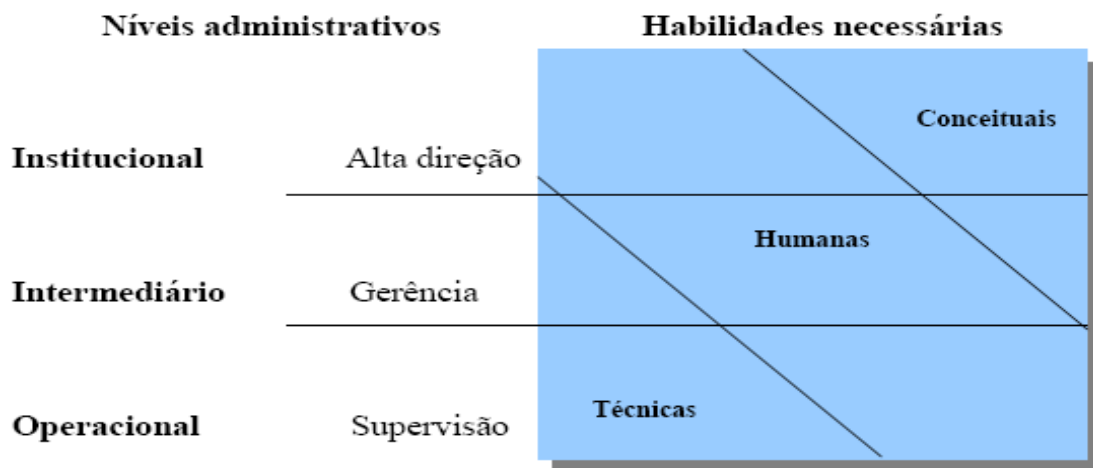 Níveis administrativos Habilidades necessárias
Conceituais
Institucional Alta direção
Humanas
Intermediário Gerência
Técnicas
Operacional Supervisão